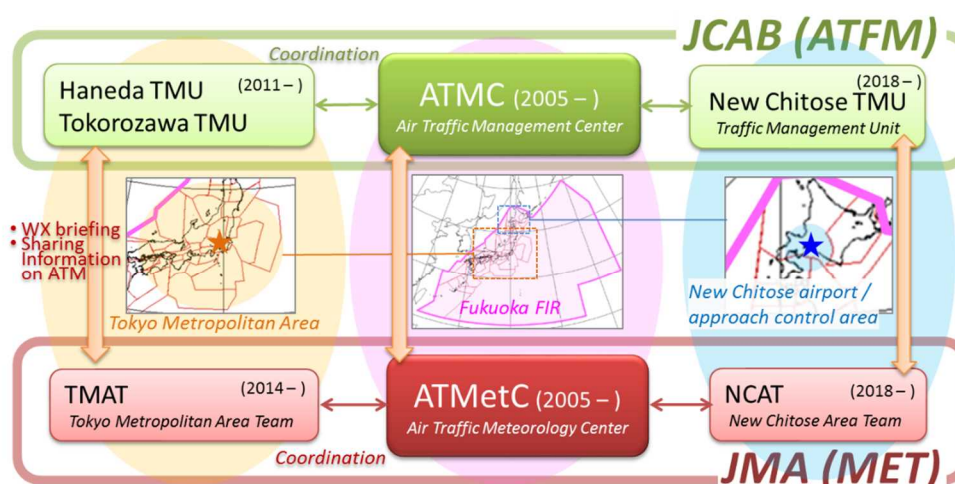 JCAB (ATFM)
Coordination
Haneda TMU (2011 – )
Tokorozawa TMU
ATMC (2005 – )
Air Traffic Management Center
(2018 – )
New Chitose TMU
Traffic Management Unit
• WX briefing
• Sharing
Information
on ATM
Tokyo Metropolitan Area
Fukuoka FIR
New Chitose airport /
approach control area
TMAT (2014 – )
Tokyo Metropolitan Area Team
ATMetC (2005 – )
Air Traffic Meteorology Center
NCAT (2018 – )
New Chitose Area Team
Coordination
JMA (MET)